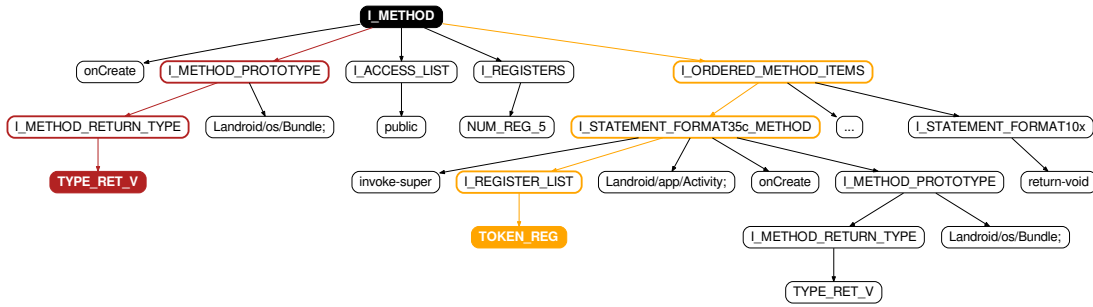 I_METHOD
onCreate
I_METHOD_PROTOTYPE
I_ACCESS_LIST
I_REGISTERS
I_ORDERED_METHOD_ITEMS
I_METHOD_RETURN_TYPE
Landroid/os/Bundle;
public
NUM_REG_5
I_STATEMENT_FORMAT35c_METHOD
...
I_STATEMENT_FORMAT10x
TYPE_RET_V
invoke-super
I_REGISTER_LIST
Landroid/app/Activity;
onCreate
I_METHOD_PROTOTYPE
return-void
TOKEN_REG
I_METHOD_RETURN_TYPE
Landroid/os/Bundle;
TYPE_RET_V